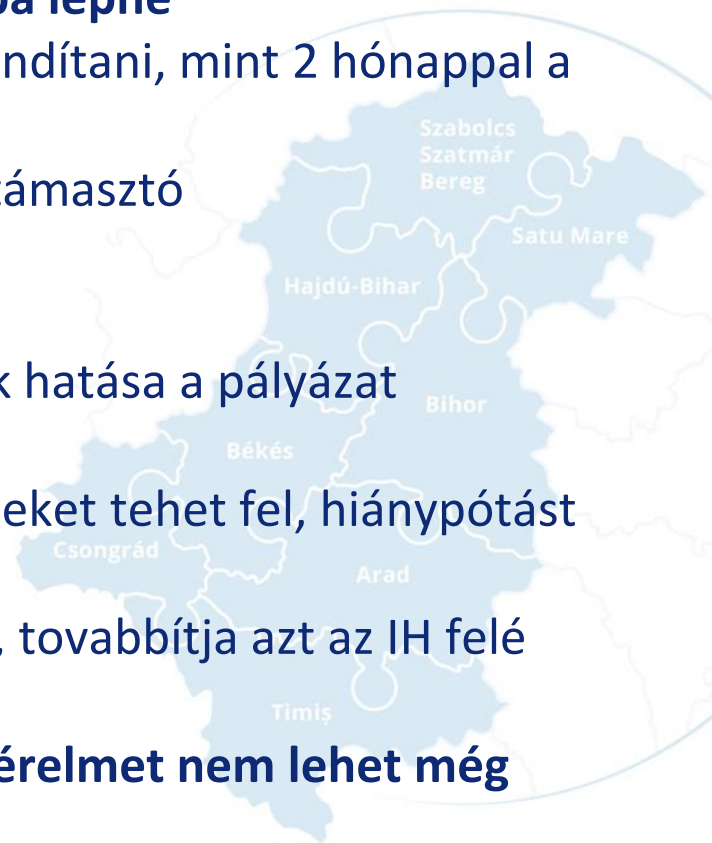 lépne
ndítani, mint 2 hónappal a
Szabolcs
Szatmár
Bereg
támasztó
Satu Mare
Hajdú-Bihar
k hatása a pályázat
Bihor
Békés
eket tehet fel, hiánypótást
Csongrád
Arad
, tovabbítja azt az IH felé
Timiș
érelmet nem lehet még